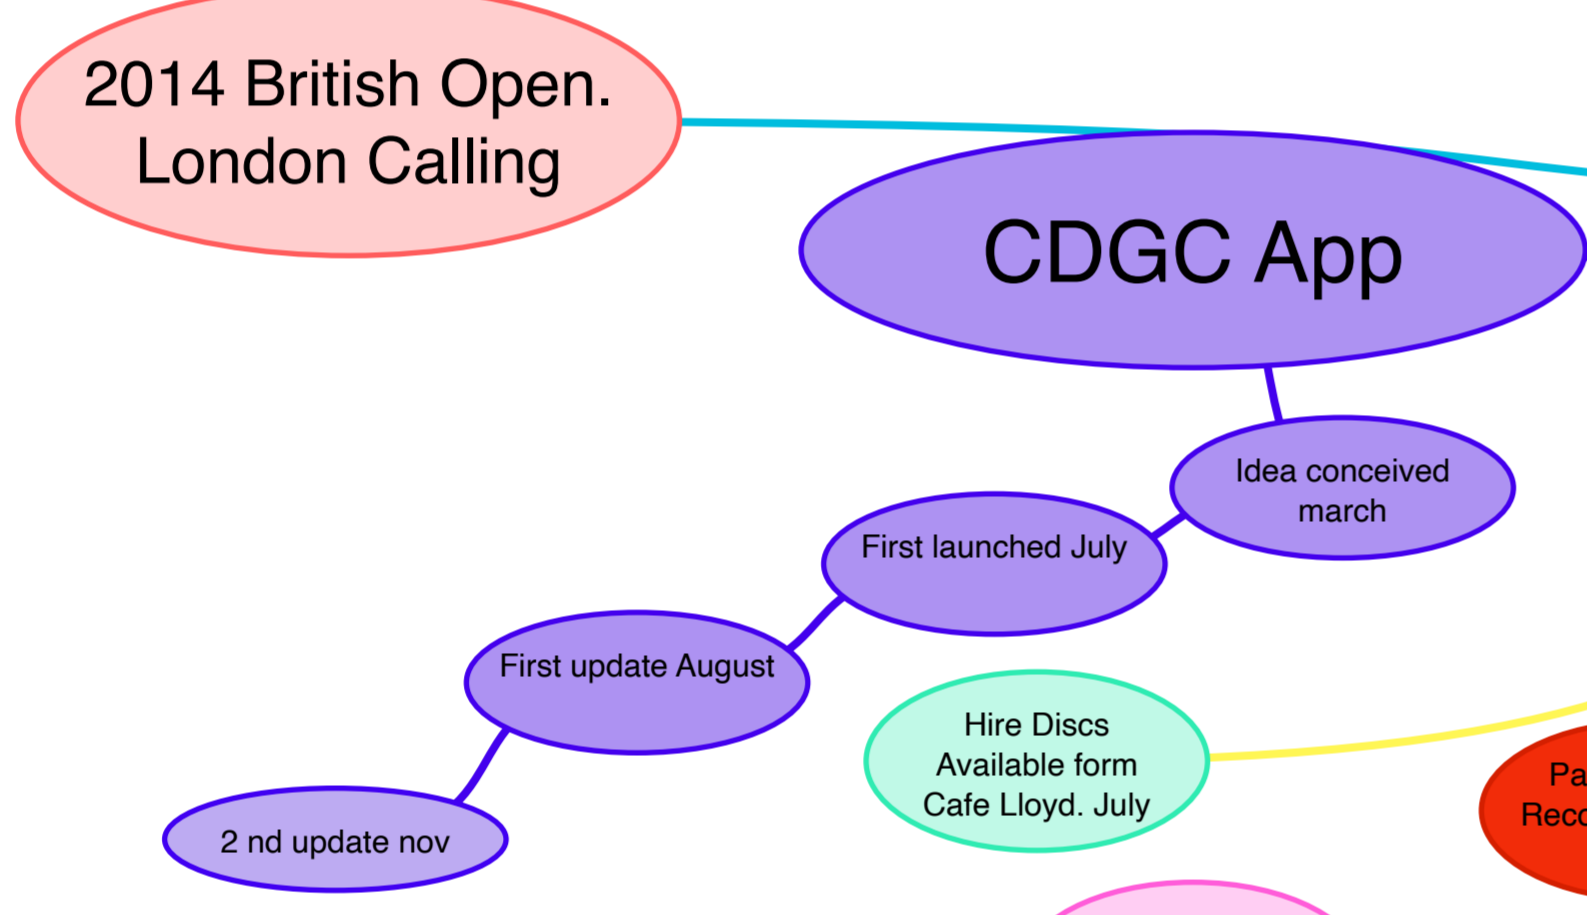 2014 British Open.
London Calling
CDGC App
Idea conceived
march
First launched July
First update August
2 nd update nov
Hire Discs
Available form
Cafe Lloyd. July